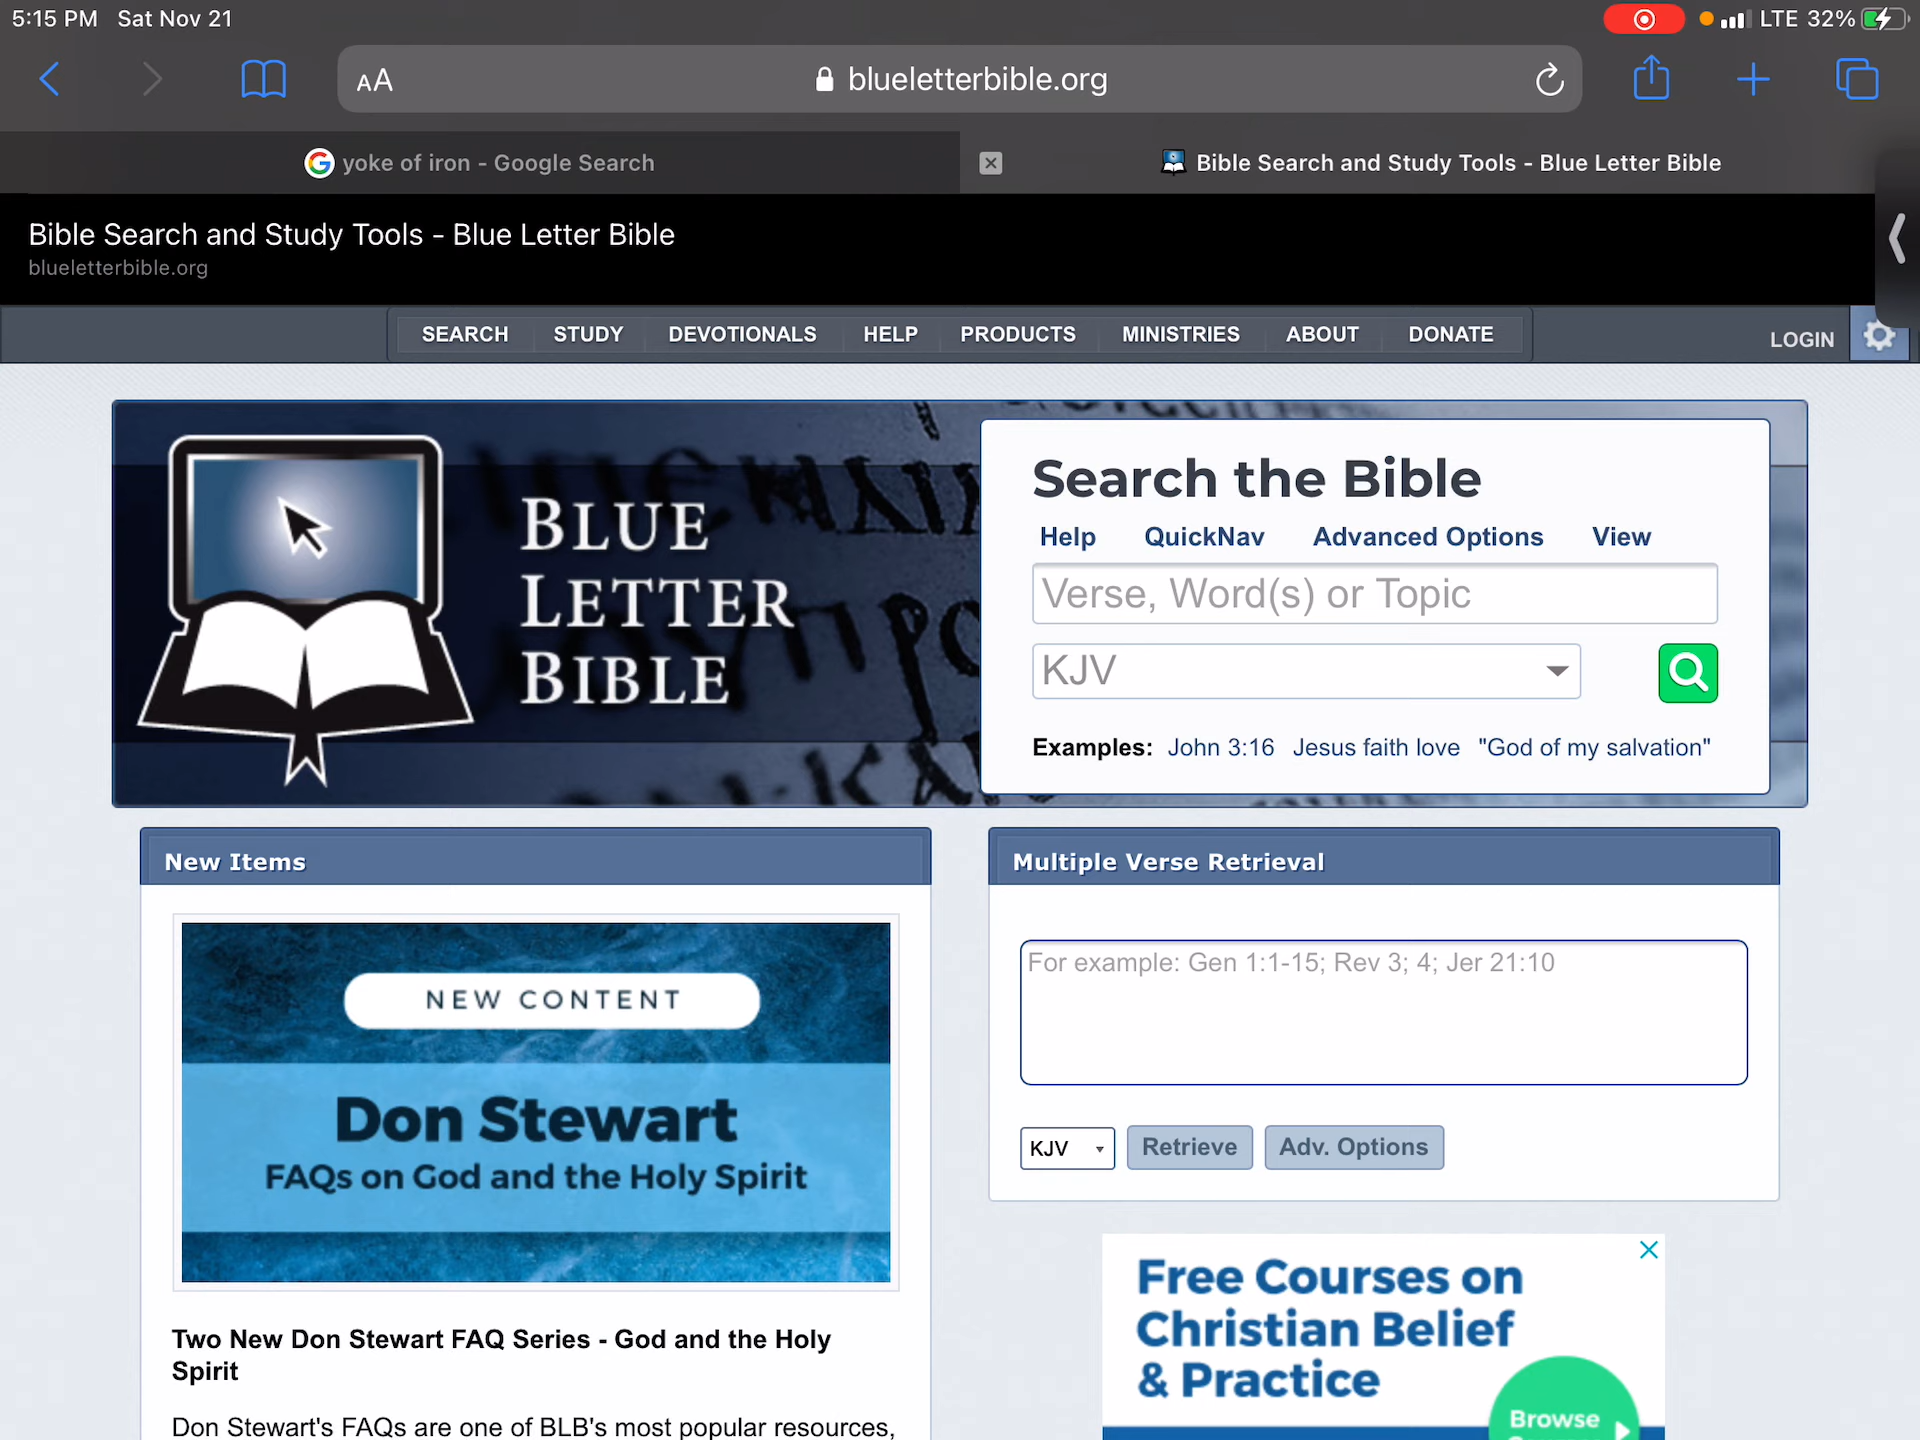 5:15 PM Sat Nov 21
LTE 32%
AA
blueletterbible.org
yoke of iron - Google Search
Bible Search and Study Tools - Blue Letter Bible
Bible Search and Study Tools - Blue Letter Bible
blueletterbible.org
SEARCH STUDY DEVOTIONALS HELP PRODUCTS MINISTRIES ABOUT DONATE
LOGIN
BLUE
LETTER
BIBLE
Search the Bible
Help QuickNav Advanced Options View
Verse, Word(s) or Topic
KJV
Examples: John 3:16 Jesus faith love "God of my salvation"
New Items
NEW CONTENT
Don Stewart
FAQs on God and the Holy Spirit
Two New Don Stewart FAQ Series - God and the Holy
Spirit
Don Stewart's FAQs are one of BLB's most popular resources,
Multiple Verse Retrieval
For example: Gen 1:1-15; Rev 3; 4; Jer 21:10
KJV Retrieve Adv. Options
Free Courses on
Christian Belief
& Practice
Browse